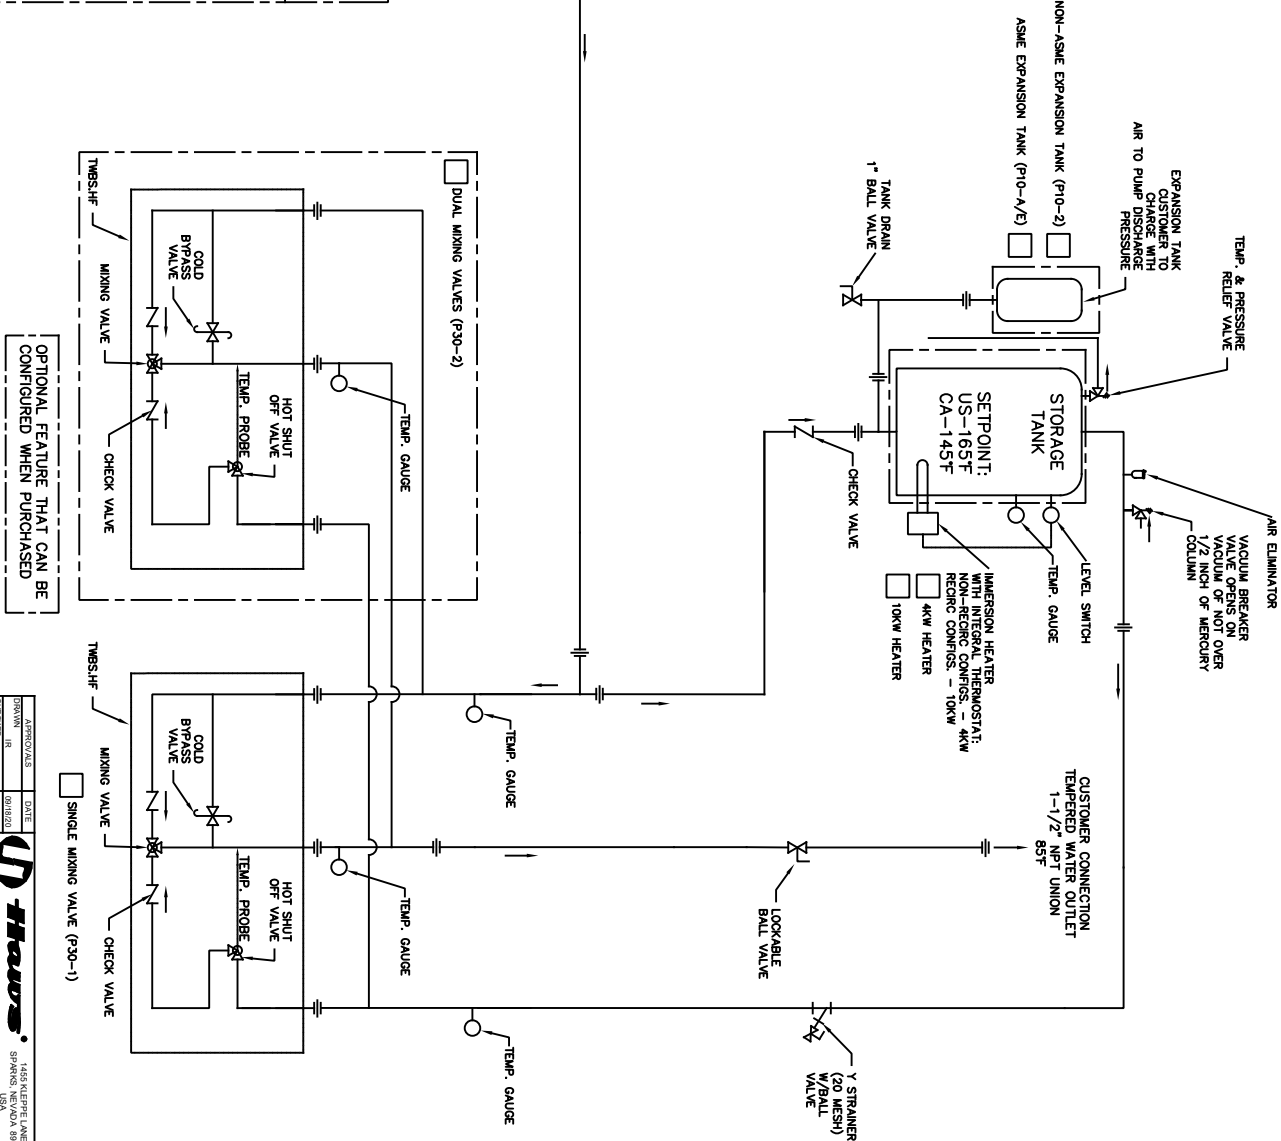 NON-ASME EXPANSION TANK (P10-2)
ASME EXPANSION TANK (P10-A/E)
EXPANSION TANK
CUSTOMER TO
CHARGE WITH
AIR TO PUMP DISCHARGE
PRESSURE
TEMP. & PRESSURE
RELIEF VALVE
AIR ELIMINATOR
VACUUM BREAKER
VALVE OPENS ON
VACUUM OF NOT OVER
1/2 INCH OF MERCURY
COLUMN
TANK DRAIN
1" BALL VALVE
STORAGE
TANK
SETPOINT:
US-165°F
CA-145°F
LEVEL SWITCH
TEMP. GAUGE
CHECK VALVE
IMMERSION HEATER
WITH INTEGRAL THERMOSTAT:
NON-RECIRC CONFIGS. - 4KW
RECIRC CONFIGS. - 10KW
4KW HEATER
10KW HEATER
CUSTOMER CONNECTION
TEMPERED WATER OUTLET
1-1/2" NPT UNION
85°F
LOCKABLE
BALL VALVE
Y STRAINER
(20 MESH)
W/BALL
VALVE
TEMP. GAUGE
TEMP. GAUGE
DUAL MIXING VALVES (P30-2)
TEMP. GAUGE
HOT SHUT
OFF VALVE
TEMP. PROBE
COLD
BYPASS
VALVE
TWBS.HF
MIXING VALVE
CHECK VALVE
TEMP. GAUGE
HOT SHUT
OFF VALVE
TEMP. PROBE
COLD
BYPASS
VALVE
TWBS.HF
MIXING VALVE
CHECK VALVE
SINGLE MIXING VALVE (P30-1)
OPTIONAL FEATURE THAT CAN BE
CONFIGURED WHEN PURCHASED
APPROVALS DATE
DRAWN IR 09/18/20
Haws
1455 KLEPPE LANE
SPARKS, NEVADA 89
USA